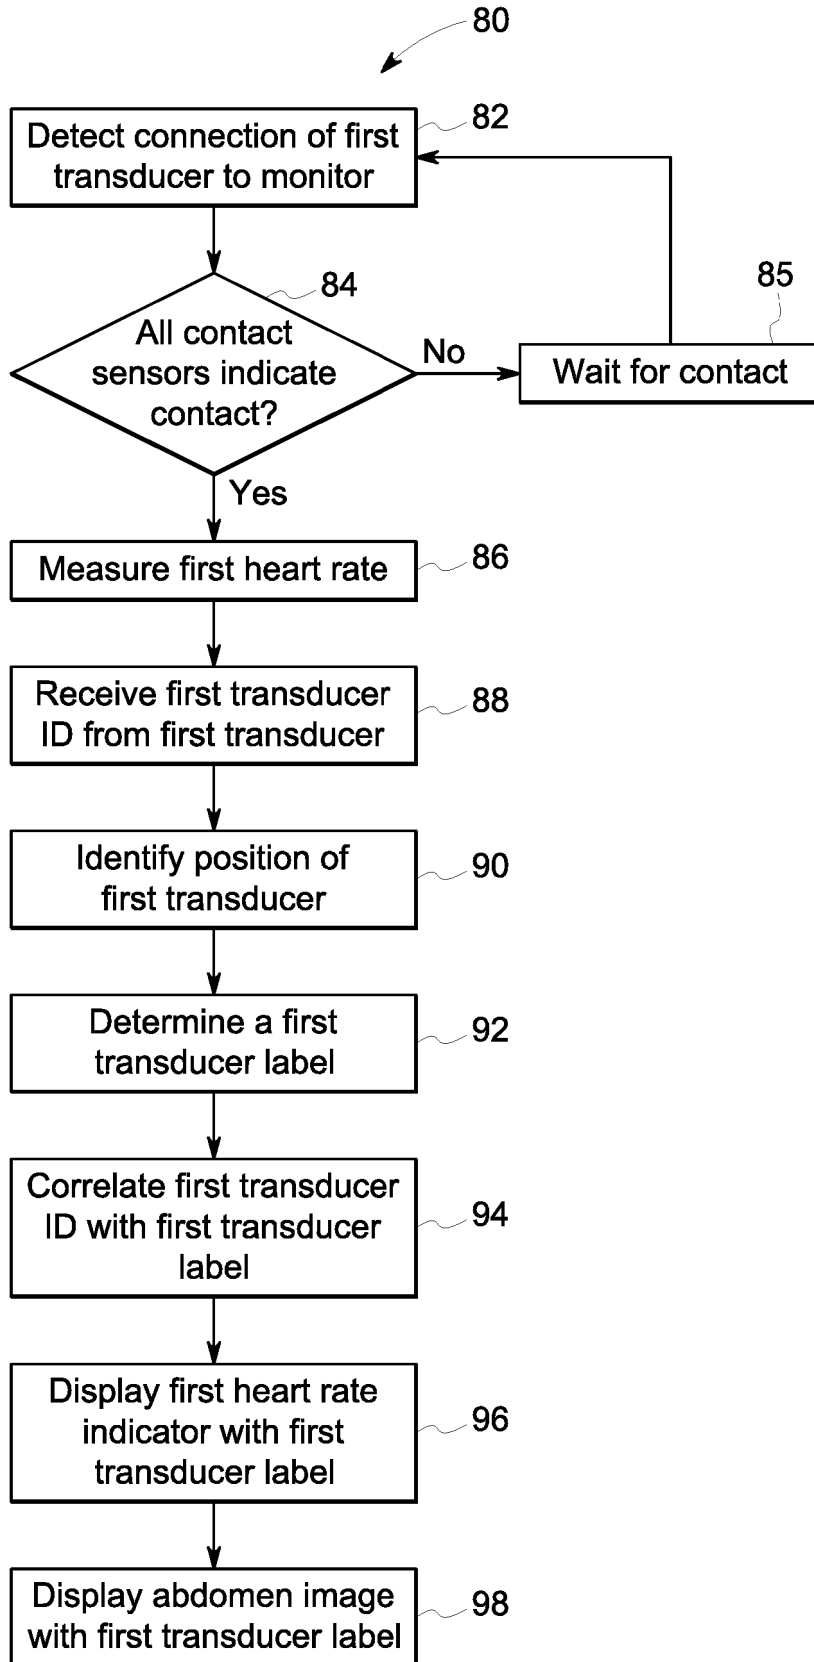 80
Detect connection of first
transducer to monitor
82
All contact
sensors indicate
contact?
84
No
Wait for contact
85
Yes
Measure first heart rate
86
Receive first transducer
ID from first transducer
88
Identify position of
first transducer
90
Determine a first
transducer label
92
Correlate first transducer
ID with first transducer
label
94
Display first heart rate
indicator with first
transducer label
96
Display abdomen image
with first transducer label
98